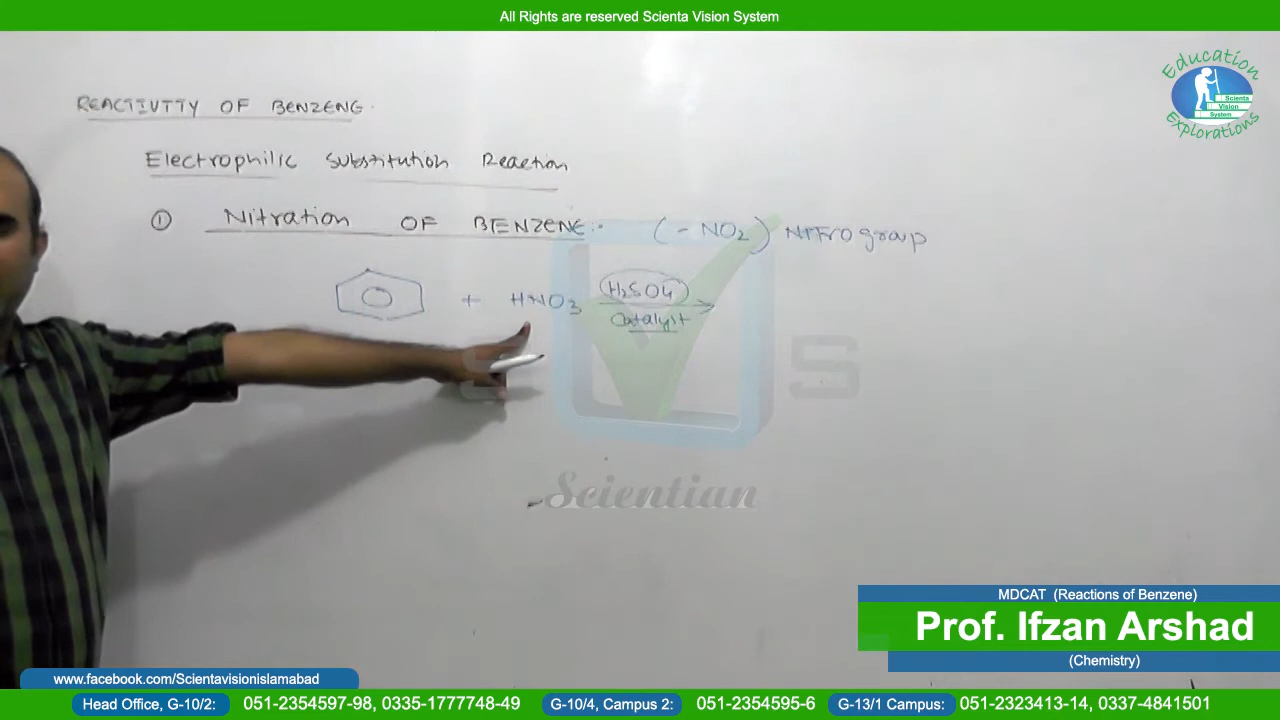 All Rights are reserved Scienta Vision System
Education
Scienta
Vision
System
Explorations
REACTIVITY OF BENZENE.
Electrophilic Substitution Reaction
① Nitration OF BENZENE:- (-NO2) Nitro group
+ HNO3 H2SO4
Catalyst
S S
Scientian
MDCAT (Reactions of Benzene)
Prof. Ifzan Arshad
(Chemistry)
www.facebook.com/Scientavisionislamabad
Head Office, G-10/2: 051-2354597-98, 0335-1777748-49 G-10/4, Campus 2: 051-2354595-6 G-13/1 Campus: 051-2323413-14, 0337-4841501